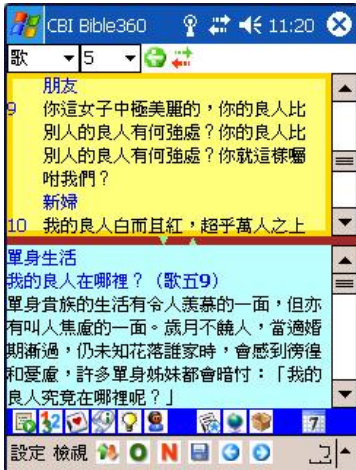 CBI Bible360 11:20
歌 5
朋友
9 你這女子中極美麗的，你的良人比
別人的良人有何強處？你的良人比
別人的良人有何強處？你就這樣囑
咐我們？
新婦
10 我的良人白而且紅，超乎萬人之上
單身生活
我的良人在哪裡？（歌五9）
單身貴族的生活有令人羨慕的一面，但亦
有叫人焦慮的一面。歲月不饒人，當適婚
期漸過，仍未知花落誰家時，會感到徬徨
和憂慮，許多單身姊妹都會暗忖：「我的
良人究竟在哪裡呢？」
12 7
設定 檢視 O N